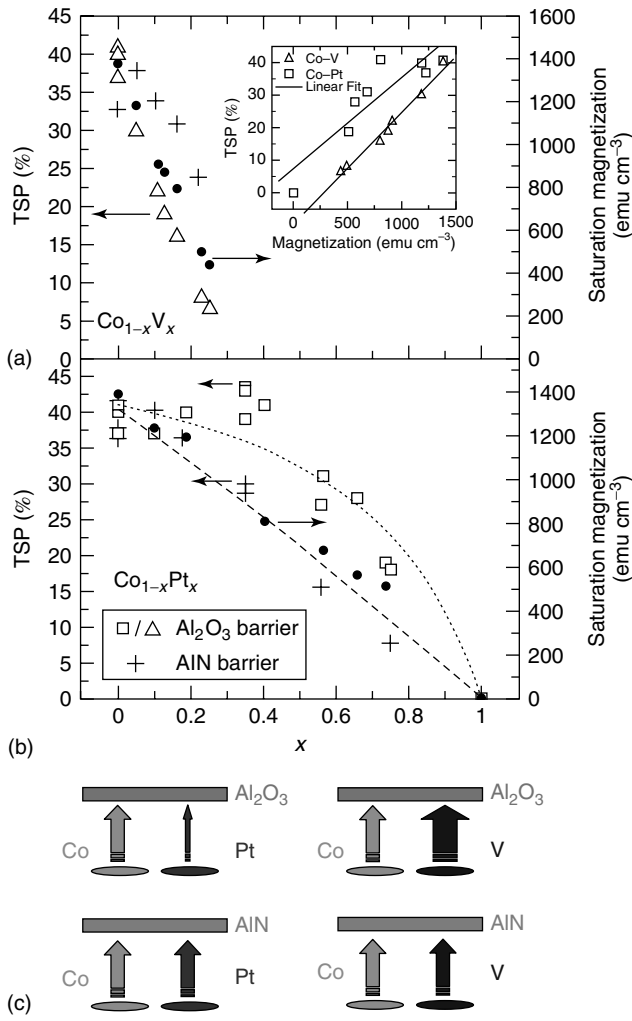 45
40
35
30
25
20
15
10
5
0
TSP (%)
1600
1400
1200
1000
800
600
400
200
0
Saturation magnetization
(emu cm⁻³)
Co₁₋ₓVₓ
(a)
40
30
20
10
0
TSP (%)
Co–V
Co–Pt
Linear Fit
0 500 1000 1500
Magnetization (emu cm⁻³)
45
40
35
30
25
20
15
10
5
0
TSP (%)
1400
1200
1000
800
600
400
200
0
Saturation magnetization
(emu cm⁻³)
Co₁₋ₓPtₓ
/ Al₂O₃ barrier
AlN barrier
0 0.2 0.4 0.6 0.8 1
x
(b)
Al₂O₃
Co Pt
Al₂O₃
Co V
AlN
Co Pt
AlN
Co V
(c)